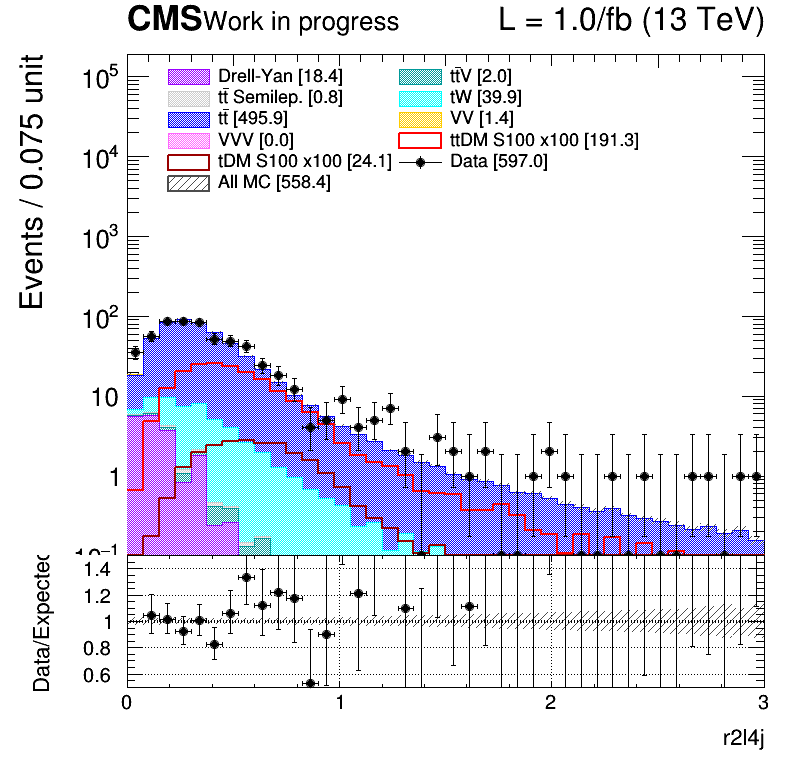 CMS Work in progress L = 1.0/fb (13 TeV)
Drell-Yan [18.4] tt̄V [2.0]
tt̄ Semilep. [0.8] tW [39.9]
tt̄ [495.9] VV [1.4]
VVV [0.0] ttDM S100 x100 [191.3]
tDM S100 x100 [24.1] Data [597.0]
All MC [558.4]
Events / 0.075 unit
10⁵
10⁴
10³
10²
10
1
10⁻¹
Data/Expected
1.4
1.2
1
0.8
0.6
0 1 2 3
r2l4j